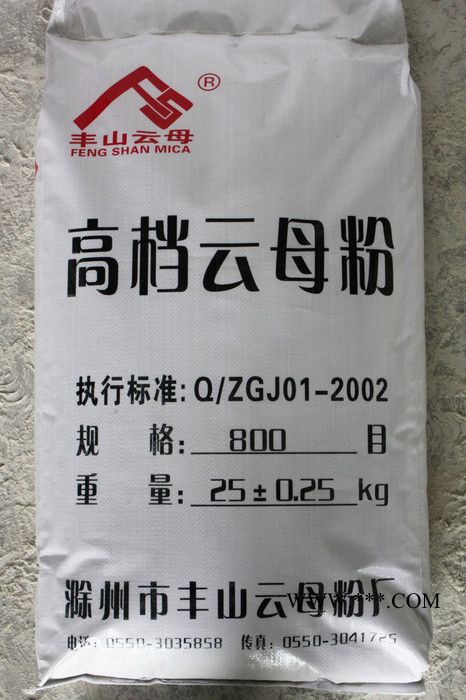 ®
丰山云母
FENG SHAN MICA
高档云母粉
执行标准: Q/ZGJ01-2002
规 格: 800 目
重 量: 25±0.25 kg
滁州市丰山云母粉厂
WWW.***.COM
电话: 0550-3035858 传真: 0550-3041725